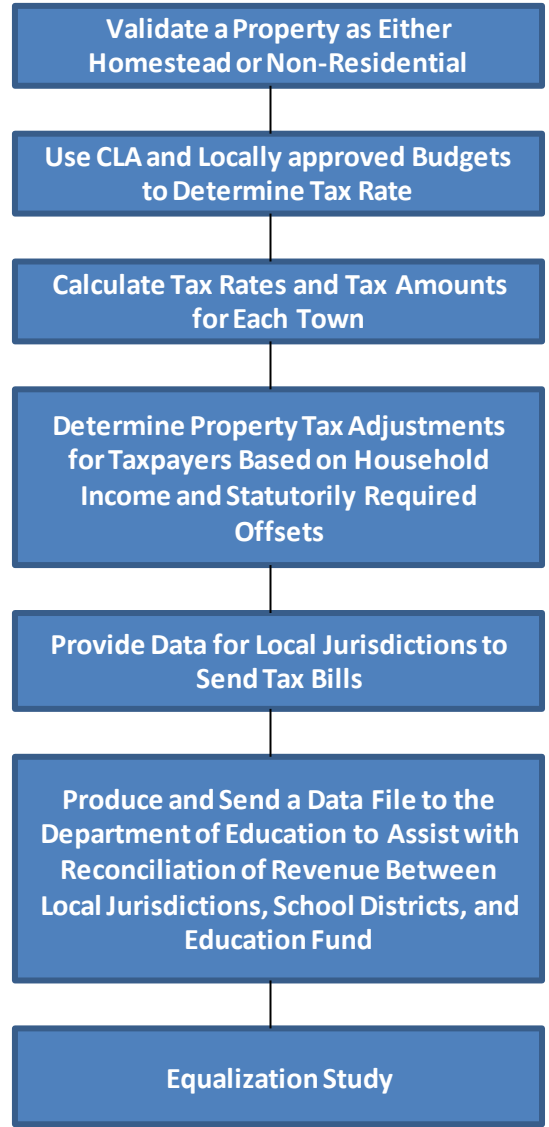 Validate a Property as Either
Homestead or Non-Residential
Use CLA and Locally approved Budgets
to Determine Tax Rate
Calculate Tax Rates and Tax Amounts
for Each Town
Determine Property Tax Adjustments
for Taxpayers Based on Household
Income and Statutorily Required
Offsets
Provide Data for Local Jurisdictions to
Send Tax Bills
Produce and Send a Data File to the
Department of Education to Assist with
Reconciliation of Revenue Between
Local Jurisdictions, School Districts, and
Education Fund
Equalization Study